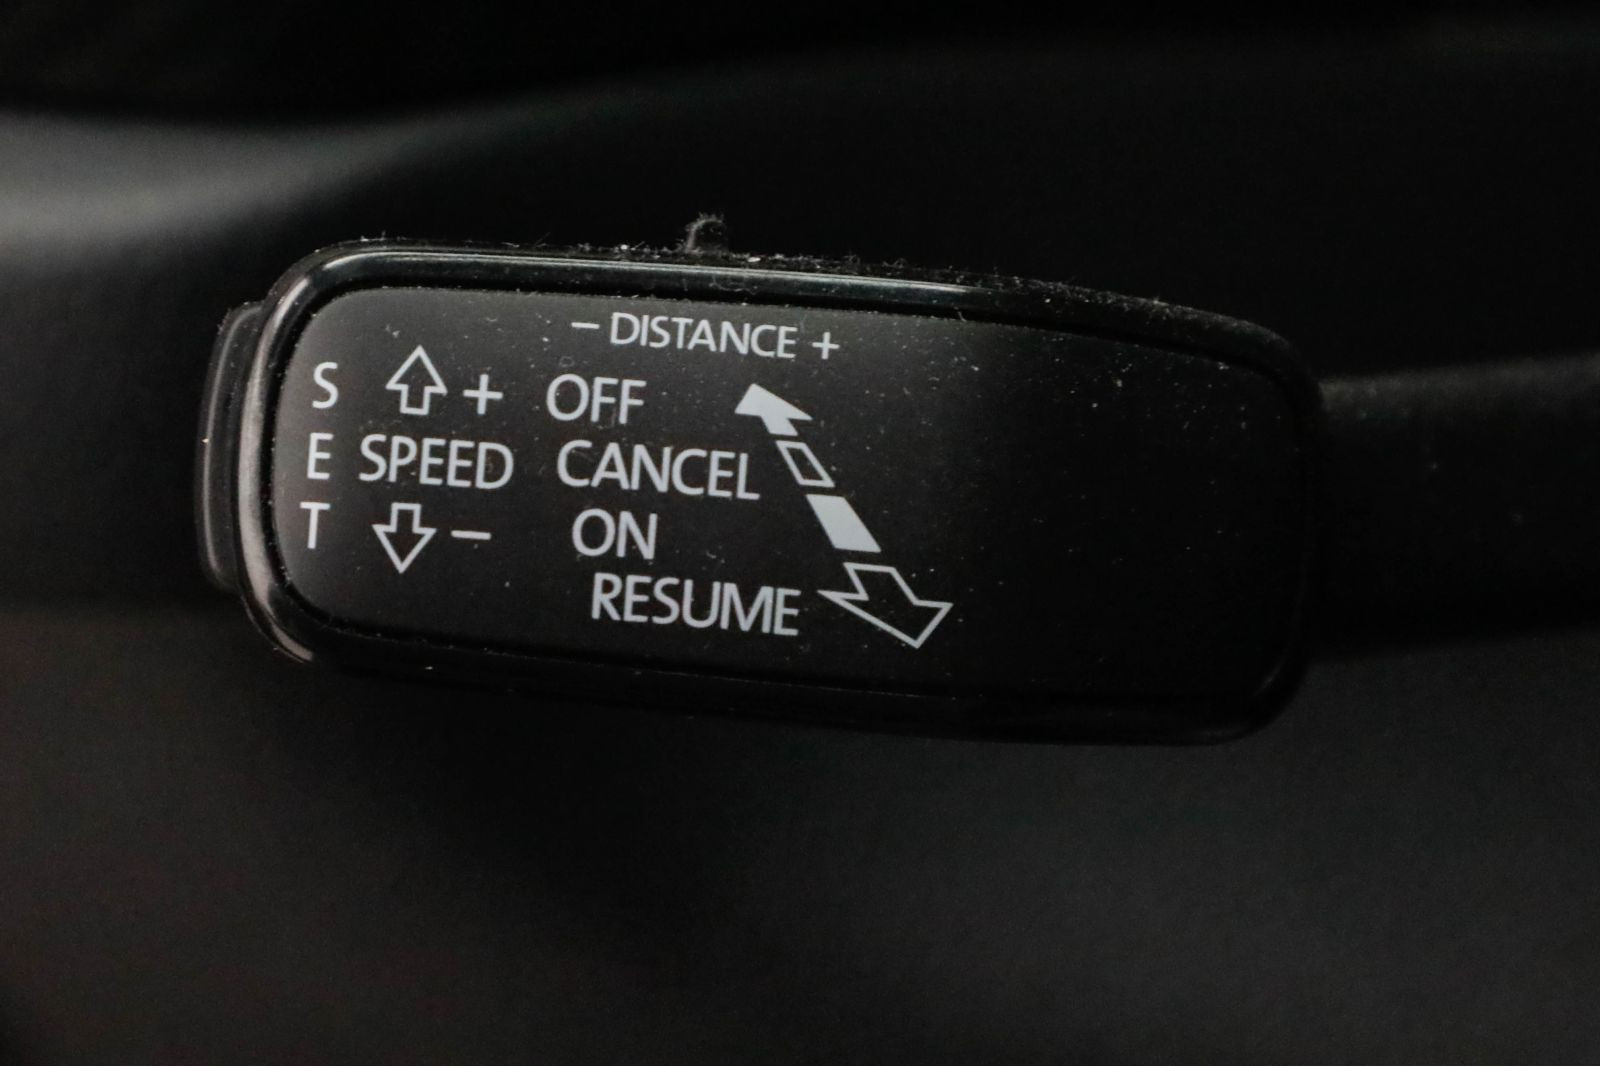 − DISTANCE +
S + OFF
E SPEED CANCEL
T − ON
RESUME